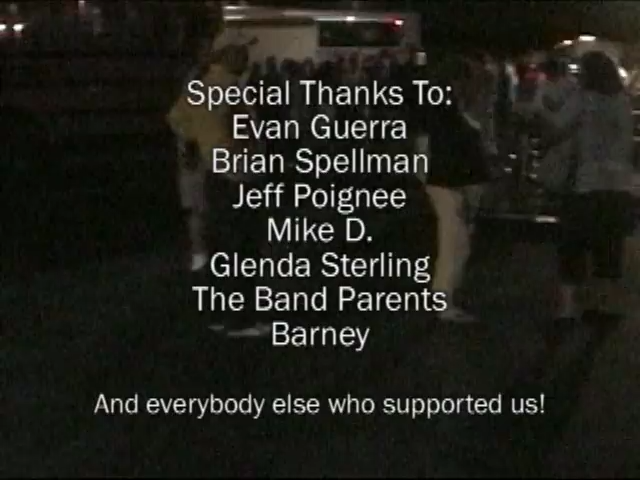 Special Thanks To:
Evan Guerra
Brian Spellman
Jeff Poignee
Mike D.
Glenda Sterling
The Band Parents
Barney
And everybody else who supported us!